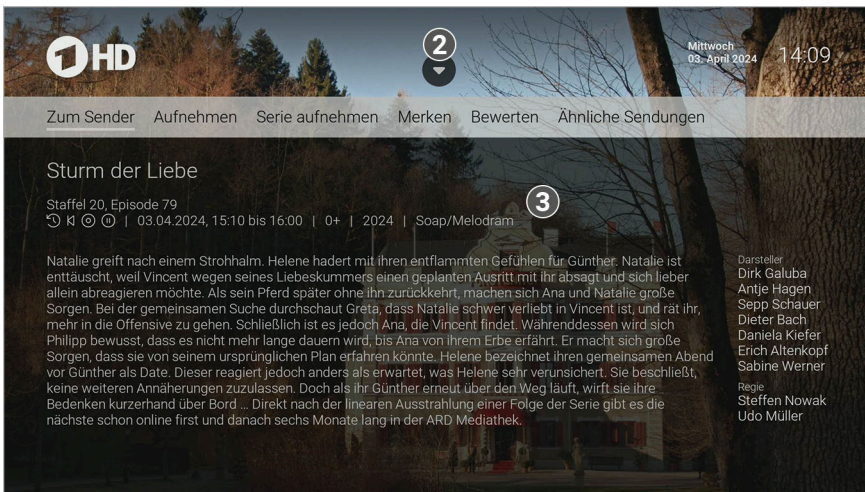 1 HD
2
Mittwoch
03. April 2024
14:09
Zum Sender Aufnehmen Serie aufnehmen Merken Bewerten Ähnliche Sendungen
Sturm der Liebe
3
Staffel 20, Episode 79
| 03.04.2024, 15:10 bis 16:00 | 0+ | 2024 | Soap/Melodram
Natalie greift nach einem Strohhalm. Helene hadert mit ihren entflammten Gefühlen für Günther. Natalie ist
enttäuscht, weil Vincent wegen seines Liebeskummers einen geplanten Ausritt mit ihr absagt und sich lieber
allein abreagieren möchte. Als sein Pferd später ohne ihn zurückkehrt, machen sich Ana und Natalie große
Sorgen. Bei der gemeinsamen Suche durchschaut Greta, dass Natalie schwer verliebt in Vincent ist, und rät ihr,
mehr in die Offensive zu gehen. Schließlich ist es jedoch Ana, die Vincent findet. Währenddessen wird sich
Philipp bewusst, dass es nicht mehr lange dauern wird, bis Ana von ihrem Erbe erfährt. Er macht sich große
Sorgen, dass sie von seinem ursprünglichen Plan erfahren könnte. Helene bezeichnet ihren gemeinsamen Abend
vor Günther als Date. Dieser reagiert jedoch anders als erwartet, was Helene sehr verunsichert. Sie beschließt,
keine weiteren Annäherungen zuzulassen. Doch als ihr Günther erneut über den Weg läuft, wirft sie ihre
Bedenken kurzerhand über Bord ... Direkt nach der linearen Ausstrahlung einer Folge der Serie gibt es die
nächste schon online first und danach sechs Monate lang in der ARD Mediathek.
Darsteller
Dirk Galuba
Antje Hagen
Sepp Schauer
Dieter Bach
Daniela Kiefer
Erich Altenkopf
Sabine Werner
Regie
Steffen Nowak
Udo Müller